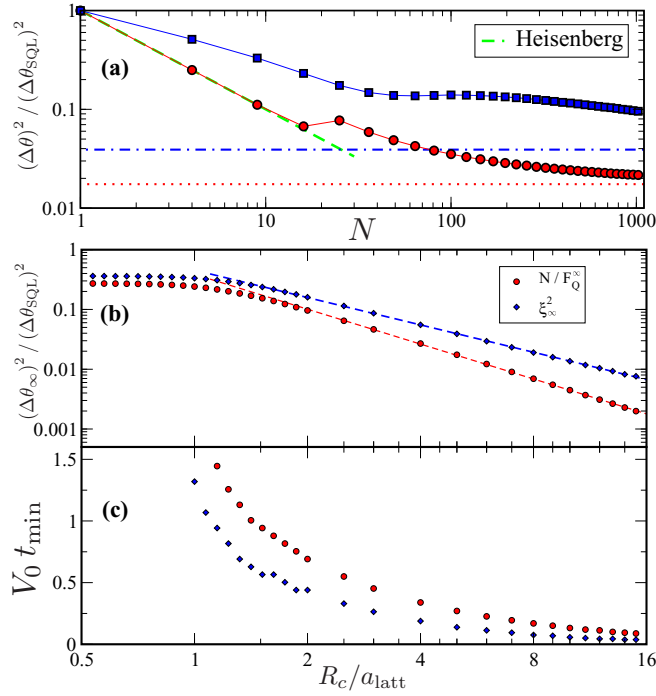 (Δθ)² / (Δθ_SQL)²
1
0.1
0.01
(a)
Heisenberg
1
10
100
1000
N
(Δθ_∞)² / (Δθ_SQL)²
0.1
0.01
0.001
(b)
N / F_Q^∞
ξ_∞^2
V_0 t_min
1.5
1
0.5
0
(c)
0.5
1
2
4
8
16
R_c/a_latt